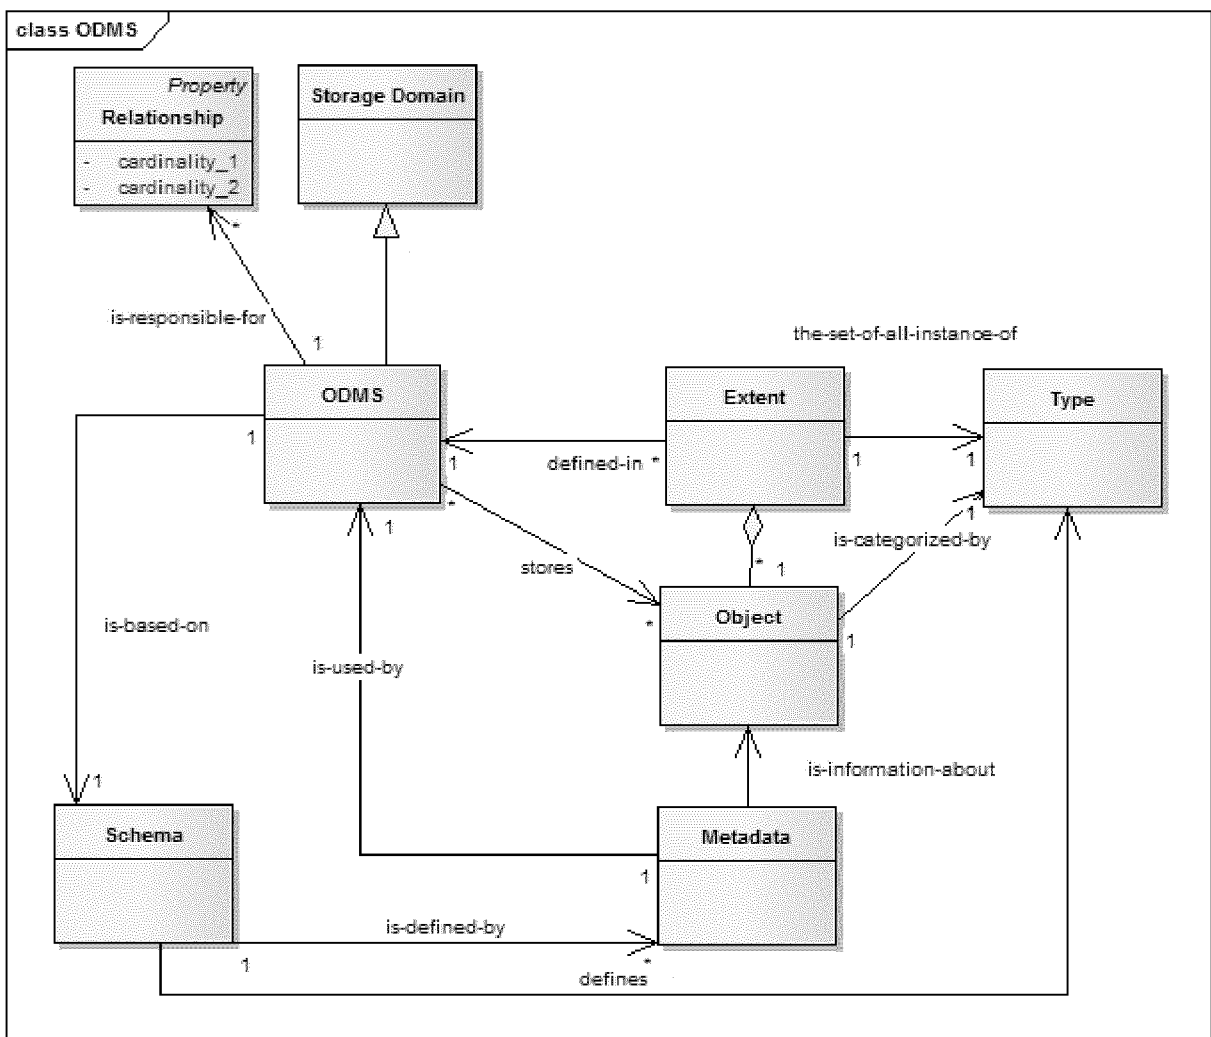 class ODMS
Property
Relationship
- cardinality_1
- cardinality_2
Storage Domain
*
is-responsible-for
1
the-set-of-all-instance-of
ODMS
Extent
Type
1
1
defined-in *
1
1
*
1
is-categorized-by
1
stores
* 1
*
Object
1
is-based-on
is-used-by
is-information-about
1
Schema
Metadata
1
is-defined-by
1
*
defines